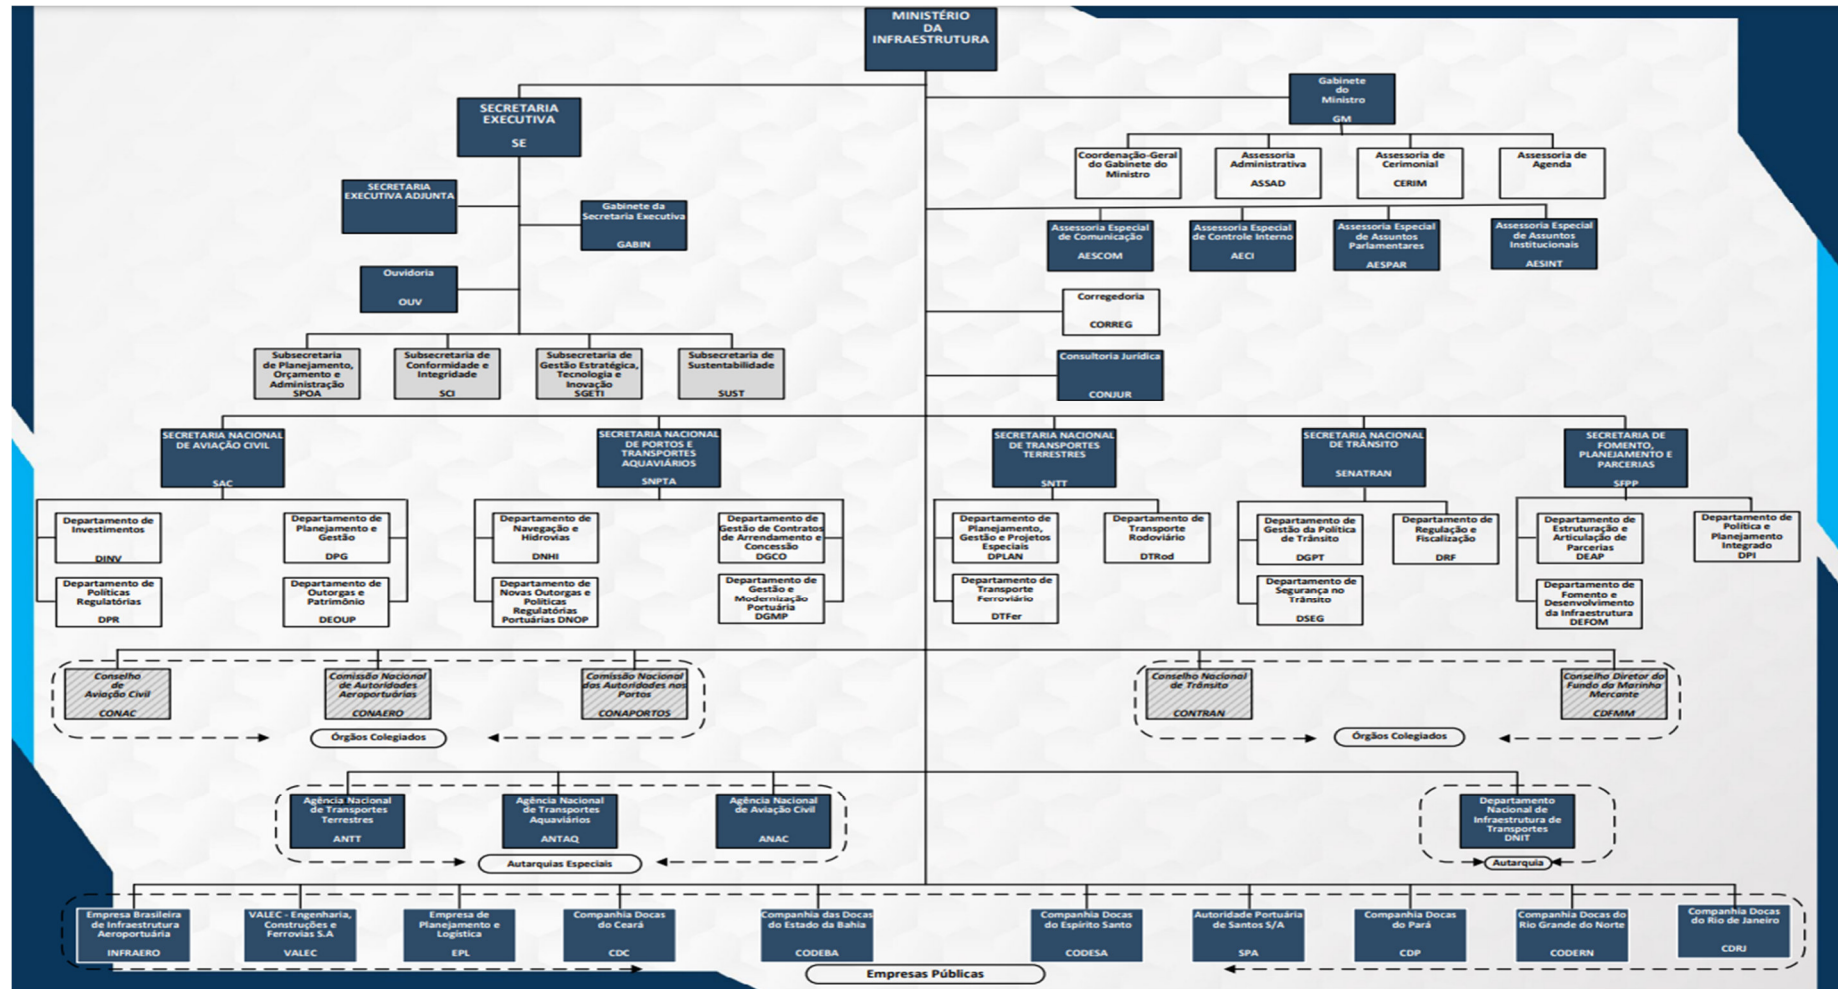 MINISTÉRIO
DA
INFRAESTRUTURA
SECRETARIA
EXECUTIVA
SE
Gabinete
do
Ministro
GM
Coordenação-Geral
do Gabinete do
Ministro
Assessoria
Administrativa
ASSAD
Assessoria de
Cerimonial
CERIM
Assessoria de
Agenda
SECRETARIA
EXECUTIVA ADJUNTA
Gabinete da
Secretaria Executiva
GABIN
Assessoria Especial
de Comunicação
AESCOM
Assessoria Especial
de Controle Interno
AECI
Assessoria Especial
de Assuntos
Parlamentares
AESPAR
Assessoria Especial
de Assuntos
Institucionais
AESINT
Ouvidoria
OUV
Corregedoria
CORREG
Subsecretaria
de Planejamento,
Orçamento e
Administração
SPOA
Subsecretaria de
Conformidade e
Integridade
SCI
Subsecretaria de
Gestão Estratégica,
Tecnologia e
Inovação
SGETI
Subsecretaria de
Sustentabilidade
SUST
Consultoria Jurídica
CONJUR
SECRETARIA NACIONAL
DE AVIAÇÃO CIVIL
SAC
SECRETARIA NACIONAL
DE PORTOS E
TRANSPORTES
AQUAVIÁRIOS
SNPTA
SECRETARIA NACIONAL
DE TRANSPORTES
TERRESTRES
SNTT
SECRETARIA NACIONAL
DE TRÂNSITO
SENATRAN
SECRETARIA DE
FOMENTO,
PLANEJAMENTO E
PARCERIAS
SFPP
Departamento de
Investimentos
DINV
Departamento de
Planejamento e
Gestão
DPG
Departamento de
Navegação e
Hidrovias
DNHI
Departamento de
Gestão de Contratos
de Arrendamento e
Concessão
DGCO
Departamento de
Planejamento,
Gestão e Projetos
Especiais
DPLAN
Departamento de
Transporte
Rodoviário
DTRod
Departamento de
Gestão da Política
de Trânsito
DGPT
Departamento de
Regulação e
Fiscalização
DRF
Departamento de
Estruturação e
Articulação de
Parcerias
DEAP
Departamento de
Política e
Planejamento
Integrado
DPI
Departamento de
Políticas
Regulatórias
DPR
Departamento de
Outorgas e
Patrimônio
DEOUP
Departamento de
Novas Outorgas e
Políticas
Regulatórias
Portuárias DNOP
Departamento de
Gestão e
Modernização
Portuária
DGMP
Departamento de
Transporte
Ferroviário
DTFer
Departamento de
Segurança no
Trânsito
DSEG
Departamento de
Fomento e
Desenvolvimento
da Infraestrutura
DEFOM
Conselho
de
Aviação Civil
CONAC
Comissão Nacional
de Autoridades
Aeroportuárias
CONAERO
Comissão Nacional
das Autoridades nos
Portos
CONAPORTOS
Conselho Nacional
de Trânsito
CONTRAN
Conselho Diretor do
Fundo da Marinha
Mercante
CDFMM
Órgãos Colegiados
Órgãos Colegiados
Agência Nacional
de Transportes
Terrestres
ANTT
Agência Nacional
de Transportes
Aquaviários
ANTAQ
Agência Nacional
de Aviação Civil
ANAC
Departamento
Nacional de
Infraestrutura de
Transportes
DNIT
Autarquias Especiais
Autarquia
Empresa Brasileira
de Infraestrutura
Aeroportuária
INFRAERO
VALEC - Engenharia,
Construções e
Ferrovias S.A
VALEC
Empresa de
Planejamento e
Logística
EPL
Companhia Docas
do Ceará
CDC
Companhia das Docas
do Estado da Bahia
CODEBA
Companhia Docas
do Espírito Santo
CODESA
Autoridade Portuária
de Santos S/A
SPA
Companhia Docas
do Pará
CDP
Companhia Docas do
Rio Grande do Norte
CODERN
Companhia Docas
do Rio de Janeiro
CDRJ
Empresas Públicas